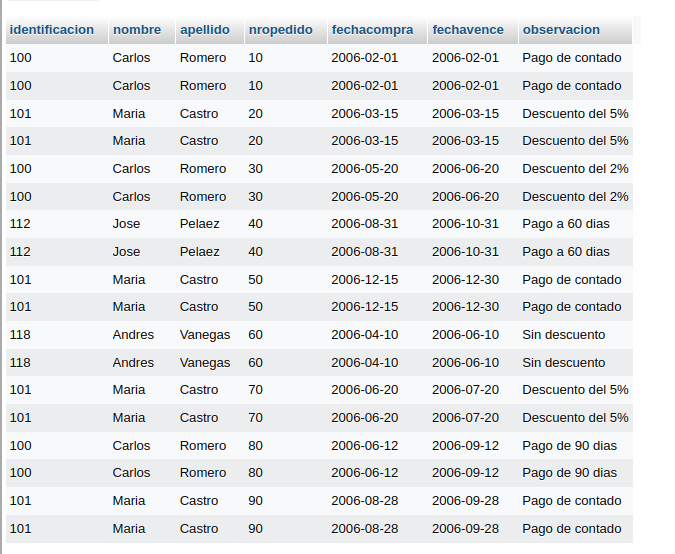 identificacion nombre apellido nropedido fechacompra fechavence observacion
100 Carlos Romero 10 2006-02-01 2006-02-01 Pago de contado
100 Carlos Romero 10 2006-02-01 2006-02-01 Pago de contado
101 Maria Castro 20 2006-03-15 2006-03-15 Descuento del 5%
101 Maria Castro 20 2006-03-15 2006-03-15 Descuento del 5%
100 Carlos Romero 30 2006-05-20 2006-06-20 Descuento del 2%
100 Carlos Romero 30 2006-05-20 2006-06-20 Descuento del 2%
112 Jose Pelaez 40 2006-08-31 2006-10-31 Pago a 60 dias
112 Jose Pelaez 40 2006-08-31 2006-10-31 Pago a 60 dias
101 Maria Castro 50 2006-12-15 2006-12-30 Pago de contado
101 Maria Castro 50 2006-12-15 2006-12-30 Pago de contado
118 Andres Vanegas 60 2006-04-10 2006-06-10 Sin descuento
118 Andres Vanegas 60 2006-04-10 2006-06-10 Sin descuento
101 Maria Castro 70 2006-06-20 2006-07-20 Descuento del 5%
101 Maria Castro 70 2006-06-20 2006-07-20 Descuento del 5%
100 Carlos Romero 80 2006-06-12 2006-09-12 Pago de 90 dias
100 Carlos Romero 80 2006-06-12 2006-09-12 Pago de 90 dias
101 Maria Castro 90 2006-08-28 2006-09-28 Pago de contado
101 Maria Castro 90 2006-08-28 2006-09-28 Pago de contado